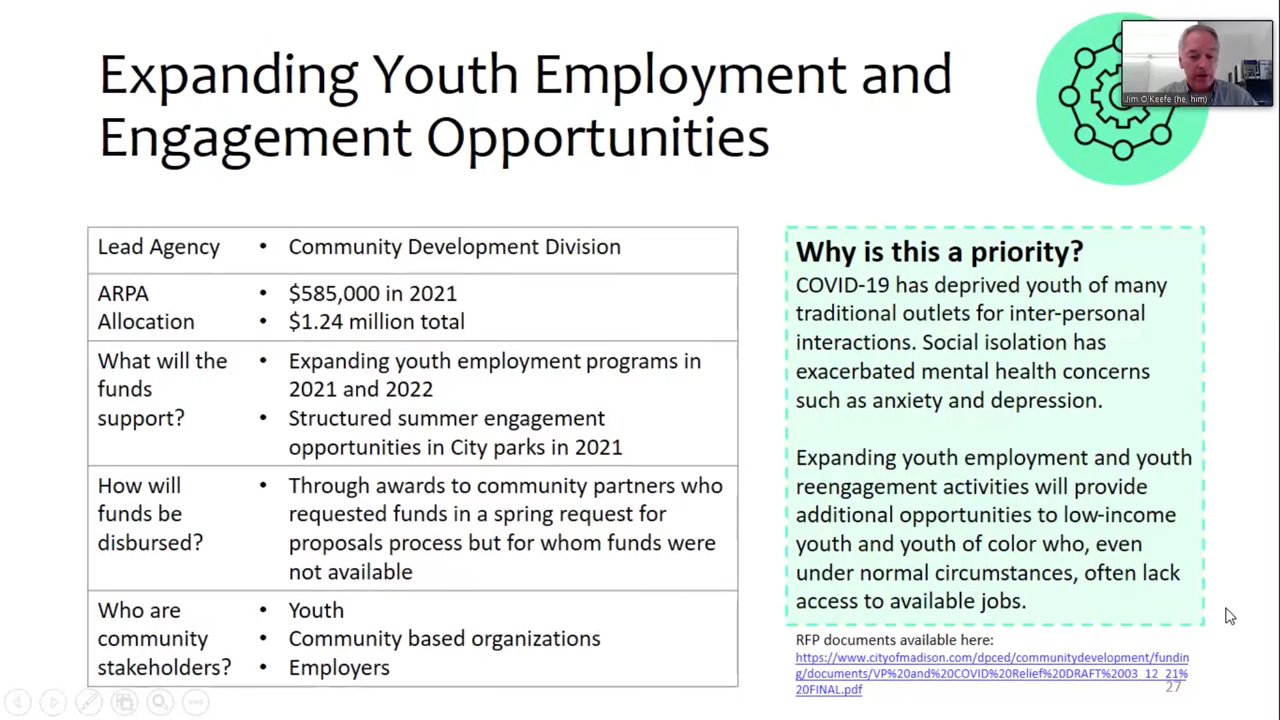 Expanding Youth Employment and
Engagement Opportunities
Jim O'Keefe (he, him)
Lead Agency
• Community Development Division
ARPA
Allocation
• $585,000 in 2021
• $1.24 million total
What will the
funds
support?
• Expanding youth employment programs in
2021 and 2022
• Structured summer engagement
opportunities in City parks in 2021
How will
funds be
disbursed?
• Through awards to community partners who
requested funds in a spring request for
proposals process but for whom funds were
not available
Who are
community
stakeholders?
• Youth
• Community based organizations
• Employers
Why is this a priority?
COVID-19 has deprived youth of many
traditional outlets for inter-personal
interactions. Social isolation has
exacerbated mental health concerns
such as anxiety and depression.
Expanding youth employment and youth
reengagement activities will provide
additional opportunities to low-income
youth and youth of color who, even
under normal circumstances, often lack
access to available jobs.
RFP documents available here:
https://www.cityofmadison.com/dpced/communitydevelopment/fundin
g/documents/VP%20and%20COVID%20Relief%20DRAFT%2003_12_21%
20FINAL.pdf
27